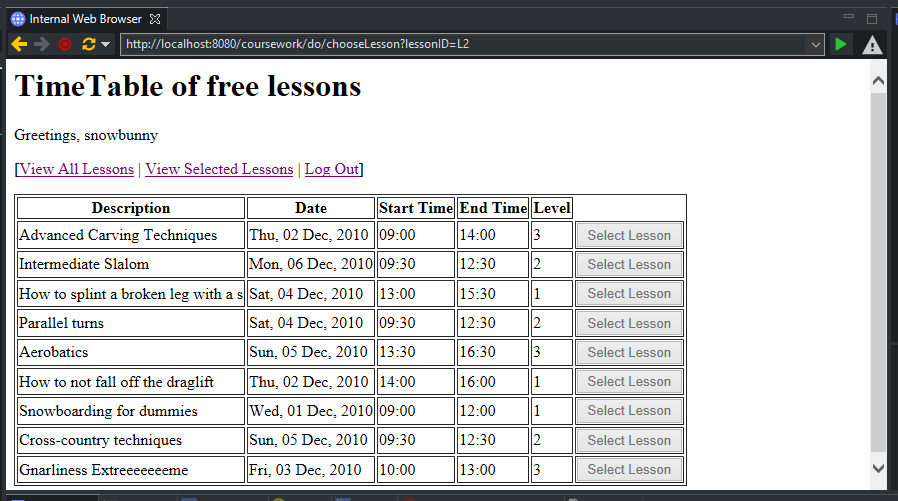 Internal Web Browser
http://localhost:8080/coursework/do/chooseLesson?lessonID=L2
TimeTable of free lessons
Greetings, snowbunny
[View All Lessons | View Selected Lessons | Log Out]
Description Date Start Time End Time Level
Advanced Carving Techniques Thu, 02 Dec, 2010 09:00 14:00 3 Select Lesson
Intermediate Slalom Mon, 06 Dec, 2010 09:30 12:30 2 Select Lesson
How to splint a broken leg with a s Sat, 04 Dec, 2010 13:00 15:30 1 Select Lesson
Parallel turns Sat, 04 Dec, 2010 09:30 12:30 2 Select Lesson
Aerobatics Sun, 05 Dec, 2010 13:30 16:30 3 Select Lesson
How to not fall off the draglift Thu, 02 Dec, 2010 14:00 16:00 1 Select Lesson
Snowboarding for dummies Wed, 01 Dec, 2010 09:00 12:00 1 Select Lesson
Cross-country techniques Sun, 05 Dec, 2010 09:30 12:30 2 Select Lesson
Gnarliness Extreeeeeeeme Fri, 03 Dec, 2010 10:00 13:00 3 Select Lesson